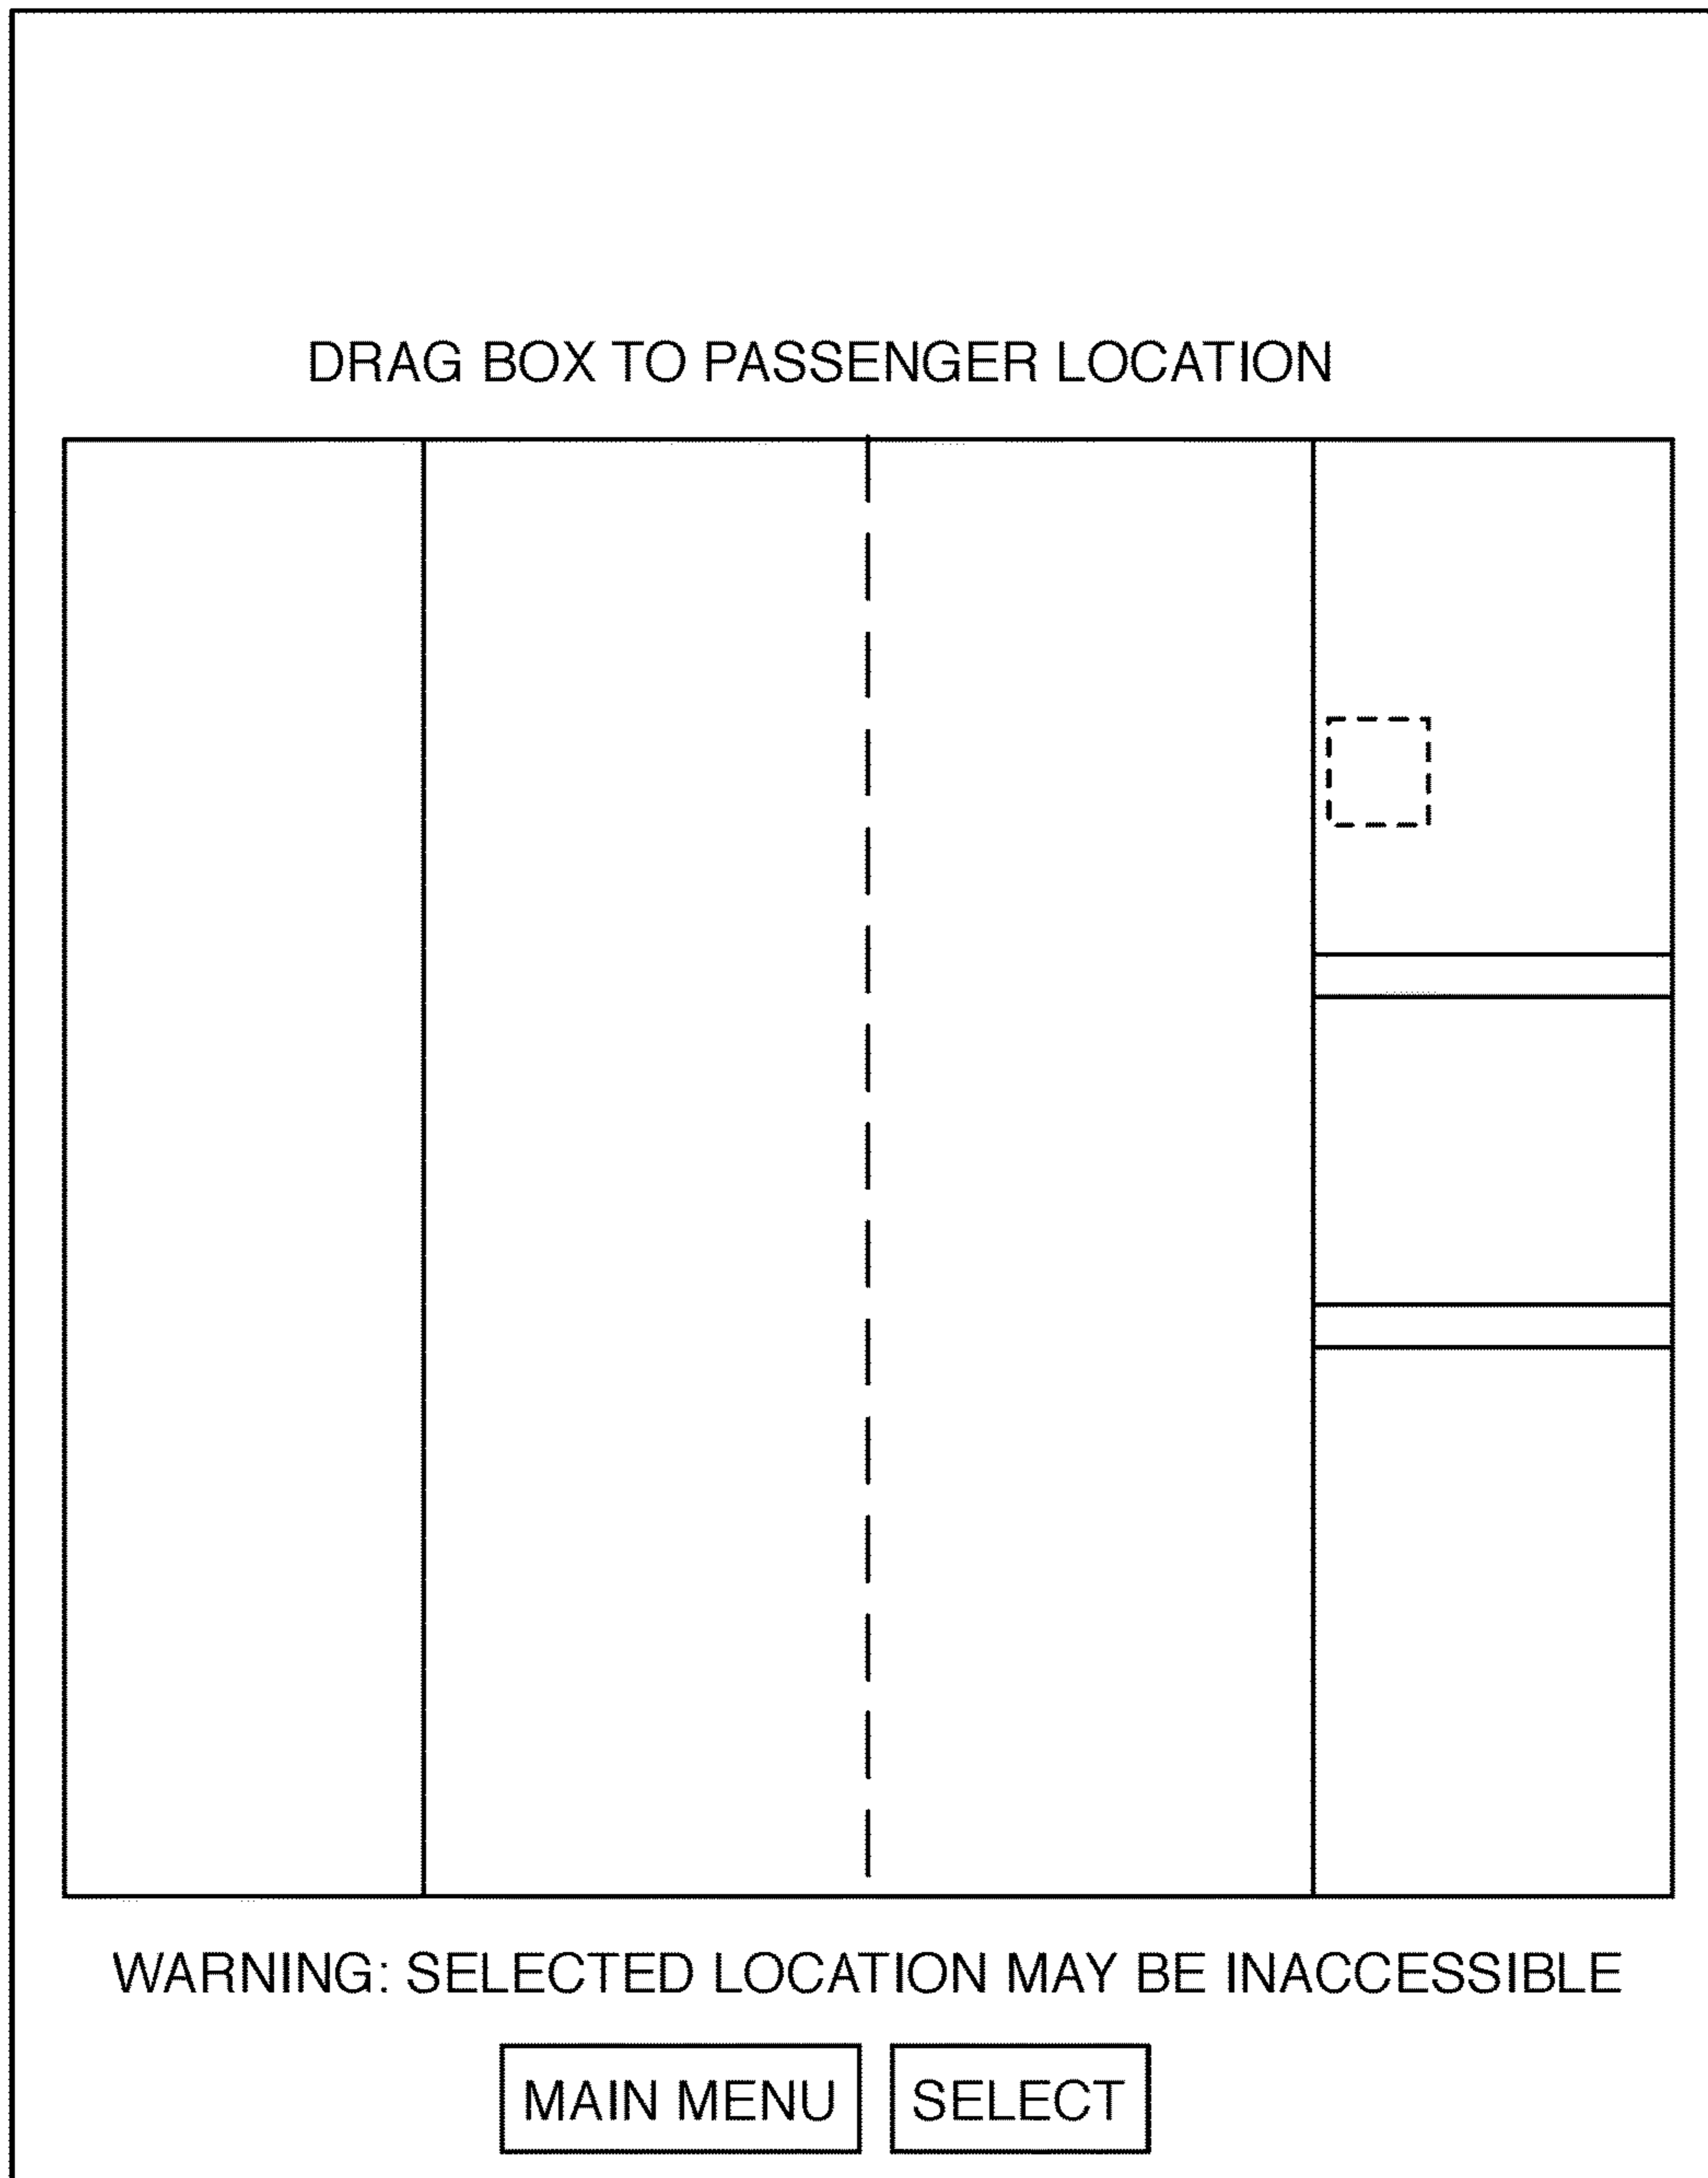 DRAG BOX TO PASSENGER LOCATION
WARNING: SELECTED LOCATION MAY BE INACCESSIBLE
MAIN MENU SELECT